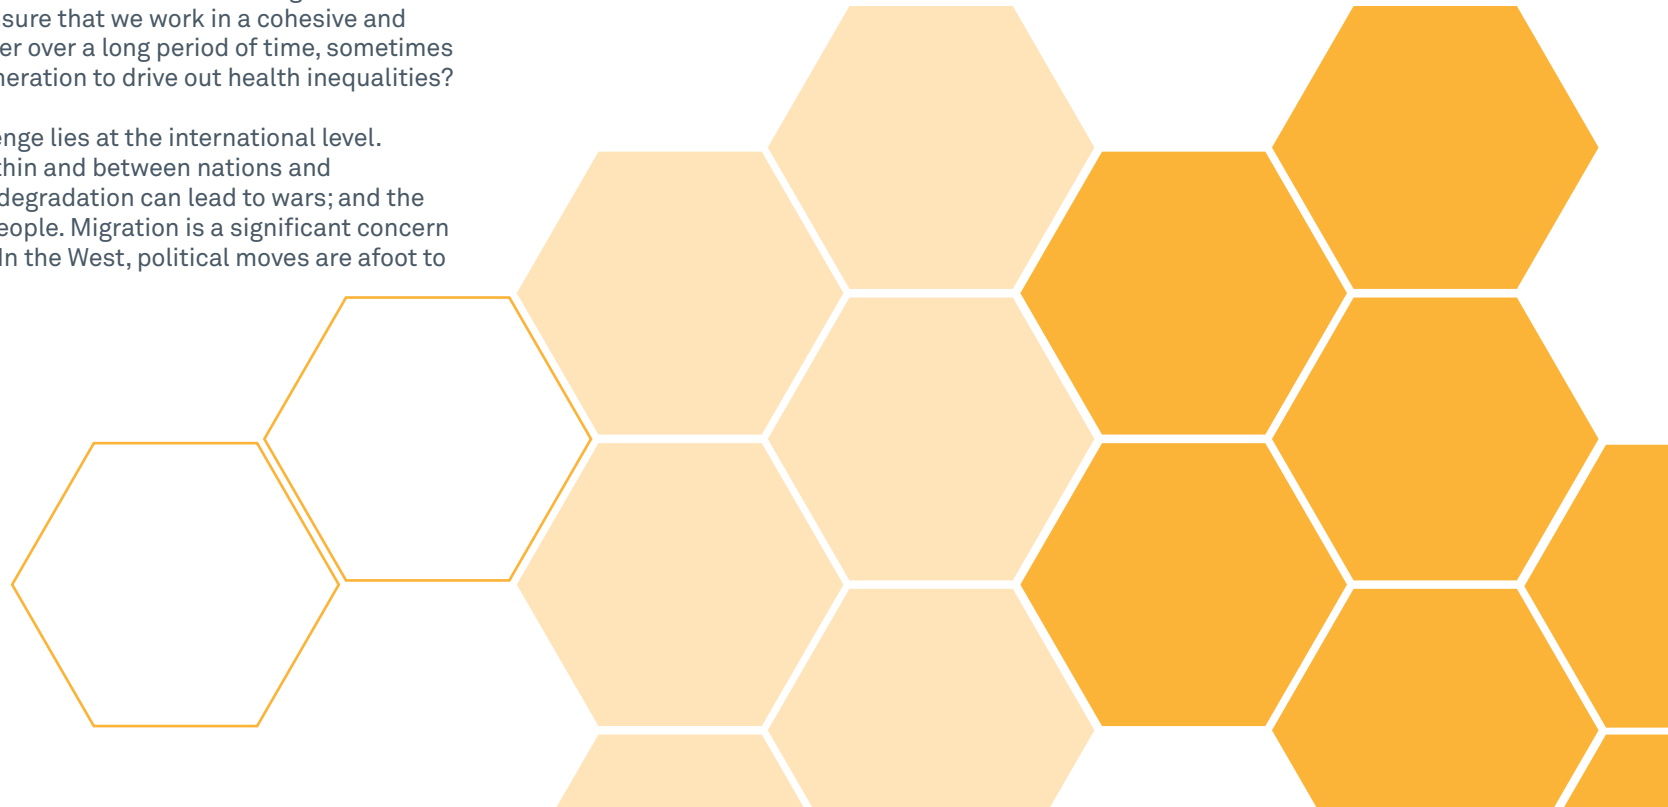 sure that we work in a cohesive and
er over a long period of time, sometimes
neration to drive out health inequalities?
enge lies at the international level.
thin and between nations and
degradation can lead to wars; and the
eople. Migration is a significant concern
In the West, political moves are afoot to